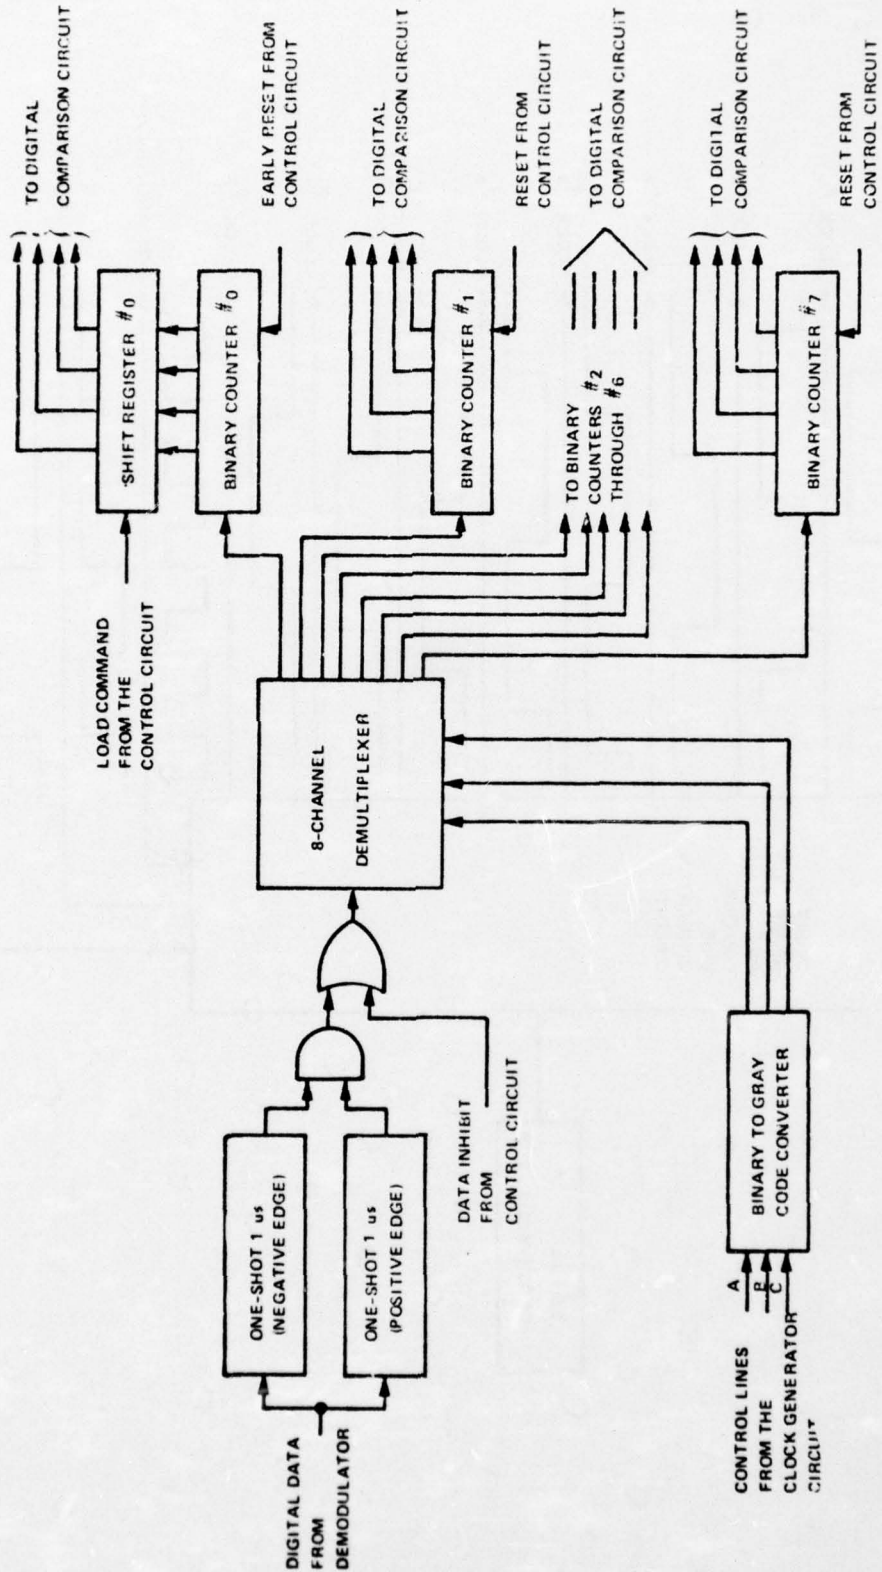 DIGITAL DATA
FROM
DEMODULATOR
ONE-SHOT 1 us
(NEGATIVE EDGE)
ONE-SHOT 1 us
(POSITIVE EDGE)
DATA INHIBIT
FROM
CONTROL CIRCUIT
CONTROL LINES
FROM THE
CLOCK GENERATOR
CIRCUIT
A
B
C
BINARY TO GRAY
CODE CONVERTER
8-CHANNEL
DEMULTIPLEXER
LOAD COMMAND
FROM THE
CONTROL CIRCUIT
SHIFT REGISTER #0
BINARY COUNTER #0
TO DIGITAL
COMPARISON CIRCUIT
EARLY RESET FROM
CONTROL CIRCUIT
BINARY COUNTER #1
TO DIGITAL
COMPARISON CIRCUIT
RESET FROM
CONTROL CIRCUIT
TO BINARY
COUNTERS #2
THROUGH #6
TO DIGITAL
COMPARISON CIRCUIT
BINARY COUNTER #7
TO DIGITAL
COMPARISON CIRCUIT
RESET FROM
CONTROL CIRCUIT